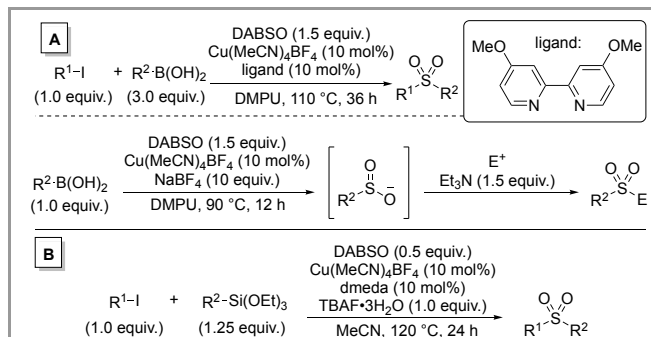 A
DABSO (1.5 equiv.)
Cu(MeCN)4BF4 (10 mol%)
ligand (10 mol%)
R1–I + R2-B(OH)2
(1.0 equiv.) (3.0 equiv.)
DMPU, 110 °C, 36 h
O O
S
R1 R2
ligand:
MeO OMe
N N
DABSO (1.5 equiv.)
Cu(MeCN)4BF4 (10 mol%)
NaBF4 (10 equiv.)
R2-B(OH)2
(1.0 equiv.)
DMPU, 90 °C, 12 h
O
R2 S O-
E+
Et3N (1.5 equiv.)
O O
S
R2 E
B
DABSO (0.5 equiv.)
Cu(MeCN)4BF4 (10 mol%)
dmeda (10 mol%)
TBAF•3H2O (1.0 equiv.)
R1–I + R2–Si(OEt)3
(1.0 equiv.) (1.25 equiv.)
MeCN, 120 °C, 24 h
O O
S
R1 R2